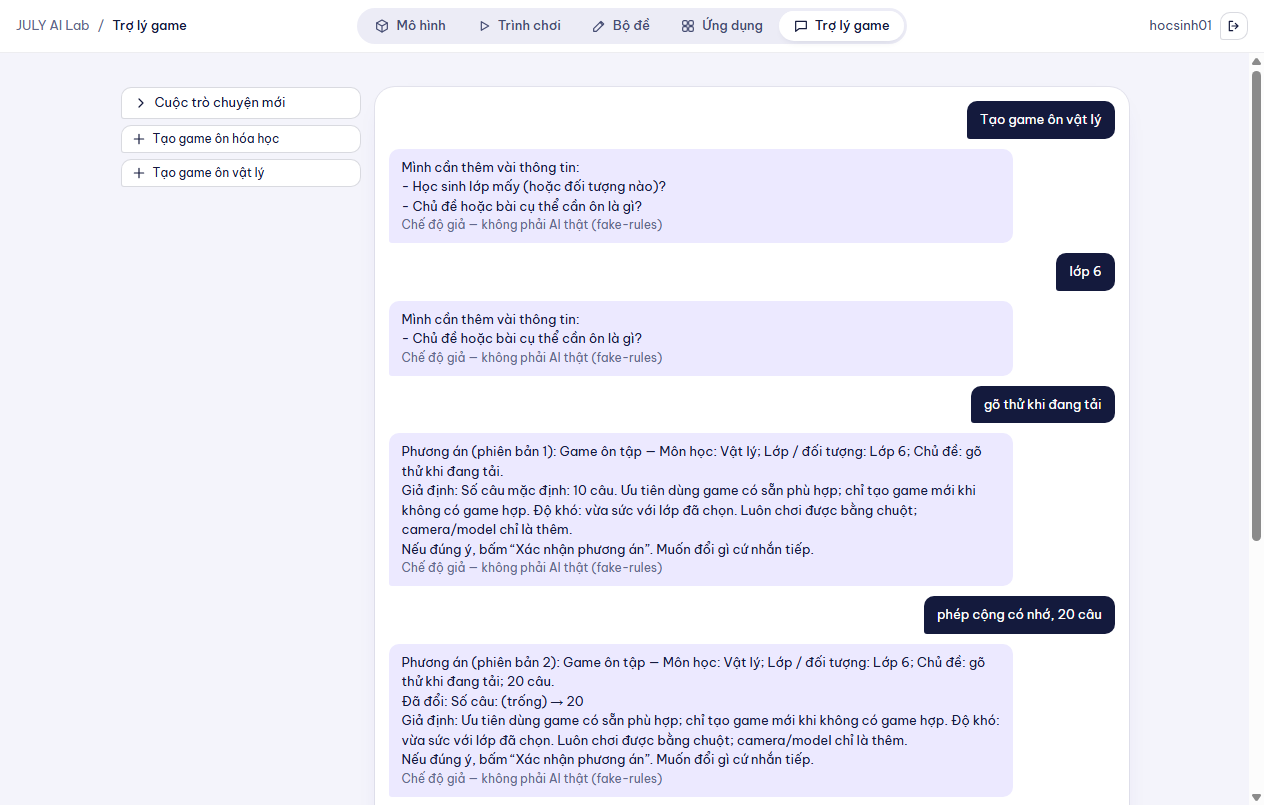 JULY AI Lab / Trợ lý game
Mô hình
Trình chơi
Bộ đề
Ứng dụng
Trợ lý game
hocsinh01
Cuộc trò chuyện mới
Tạo game ôn hóa học
Tạo game ôn vật lý
Tạo game ôn vật lý
Mình cần thêm vài thông tin:
- Học sinh lớp mấy (hoặc đối tượng nào)?
- Chủ đề hoặc bài cụ thể cần ôn là gì?
Chế độ giả — không phải AI thật (fake-rules)
lớp 6
Mình cần thêm vài thông tin:
- Chủ đề hoặc bài cụ thể cần ôn là gì?
Chế độ giả — không phải AI thật (fake-rules)
gõ thử khi đang tải
Phương án (phiên bản 1): Game ôn tập — Môn học: Vật lý; Lớp / đối tượng: Lớp 6; Chủ đề: gõ
thử khi đang tải.
Giả định: Số câu mặc định: 10 câu. Ưu tiên dùng game có sẵn phù hợp; chỉ tạo game mới khi
không có game hợp. Độ khó: vừa sức với lớp đã chọn. Luôn chơi được bằng chuột;
camera/model chỉ là thêm.
Nếu đúng ý, bấm “Xác nhận phương án”. Muốn đổi gì cứ nhắn tiếp.
Chế độ giả — không phải AI thật (fake-rules)
phép cộng có nhớ, 20 câu
Phương án (phiên bản 2): Game ôn tập — Môn học: Vật lý; Lớp / đối tượng: Lớp 6; Chủ đề: gõ
thử khi đang tải; 20 câu.
Đã đổi: Số câu: (trống) → 20
Giả định: Ưu tiên dùng game có sẵn phù hợp; chỉ tạo game mới khi không có game hợp. Độ khó:
vừa sức với lớp đã chọn. Luôn chơi được bằng chuột; camera/model chỉ là thêm.
Nếu đúng ý, bấm “Xác nhận phương án”. Muốn đổi gì cứ nhắn tiếp.
Chế độ giả — không phải AI thật (fake-rules)